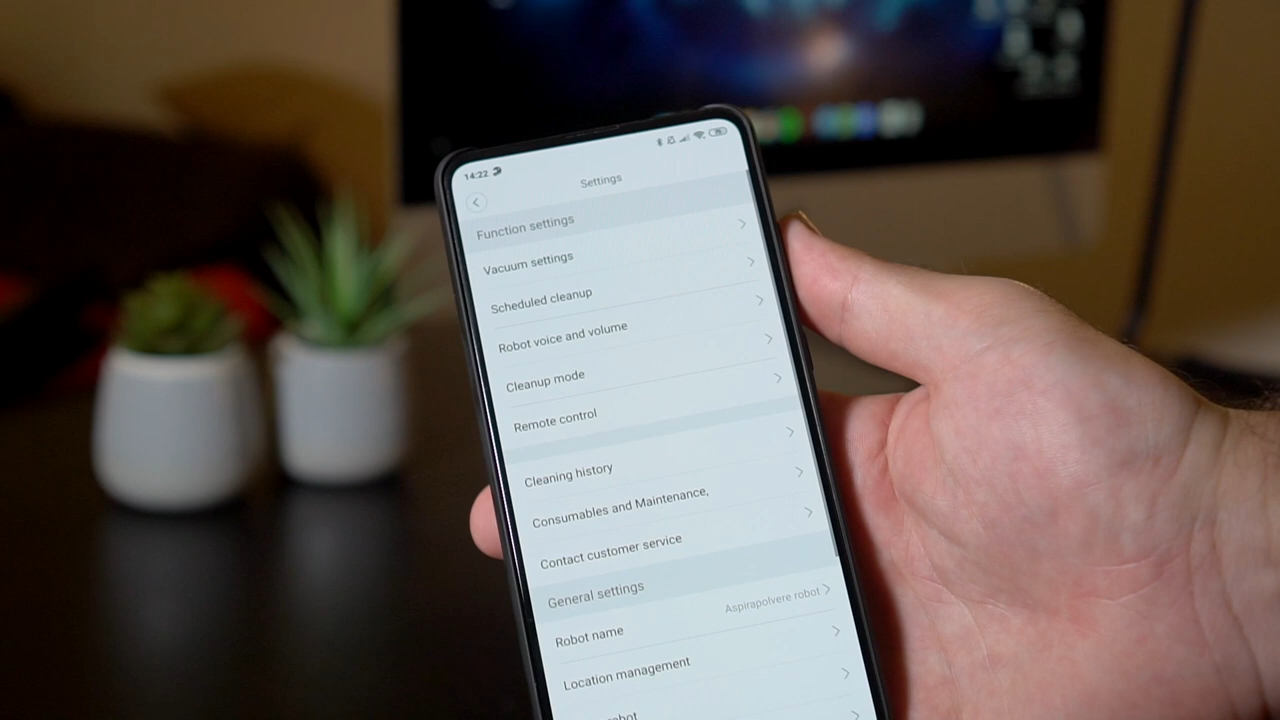 14:22
Settings
Function settings
Vacuum settings
Scheduled cleanup
Robot voice and volume
Cleanup mode
Remote control
Cleaning history
Consumables and Maintenance,
Contact customer service
General settings
Robot name Aspirapolvere robot
Location management
robot